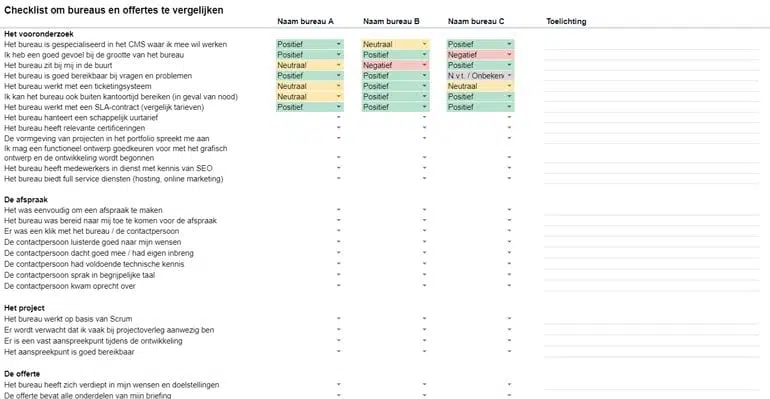 Checklist om bureaus en offertes te vergelijken
Naam bureau A Naam bureau B Naam bureau C Toelichting
Het vooronderzoek
Het bureau is gespecialiseerd in het CMS waar ik mee wil werken Positief Neutraal Positief
Ik heb een goed gevoel bij de grootte van het bureau Positief Positief Negatief
Het bureau zit bij mij in de buurt Neutraal Negatief Positief
Het bureau is goed bereikbaar bij vragen en problemen Positief Positief N.v.t. / Onbeken
Het bureau werkt met een ticketingsysteem Neutraal Positief Neutraal
Ik kan het bureau ook buiten kantoortijd bereiken (in geval van nood) Neutraal Positief Positief
Het bureau werkt met een SLA-contract (vergelijk tarieven) Positief Positief Positief
Het bureau hanteert een schappelijk uurtarief
Het bureau heeft relevante certificeringen
De vormgeving van projecten in het portfolio spreekt me aan
Ik mag een functioneel ontwerp goedkeuren voor met het grafisch
ontwerp en de ontwikkeling wordt begonnen
Het bureau heeft medewerkers in dienst met kennis van SEO
Het bureau biedt full service diensten (hosting, online marketing)
De afspraak
Het was eenvoudig om een afspraak te maken
Het bureau was bereid naar mij toe te komen voor de afspraak
Er was een klik met het bureau / de contactpersoon
De contactpersoon luisterde goed naar mijn wensen
De contactpersoon dacht goed mee / had eigen inbreng
De contactpersoon had voldoende technische kennis
De contactpersoon sprak in begrijpelijke taal
De contactpersoon kwam oprecht over
Het project
Het bureau werkt op basis van Scrum
Er wordt verwacht dat ik vaak bij projectoverleg aanwezig ben
Er is een vast aanspreekpunt tijdens de ontwikkeling
Het aanspreekpunt is goed bereikbaar
De offerte
Het bureau heeft zich verdiept in mijn wensen en doelstellingen
De offerte bevat alle onderdelen van mijn briefing